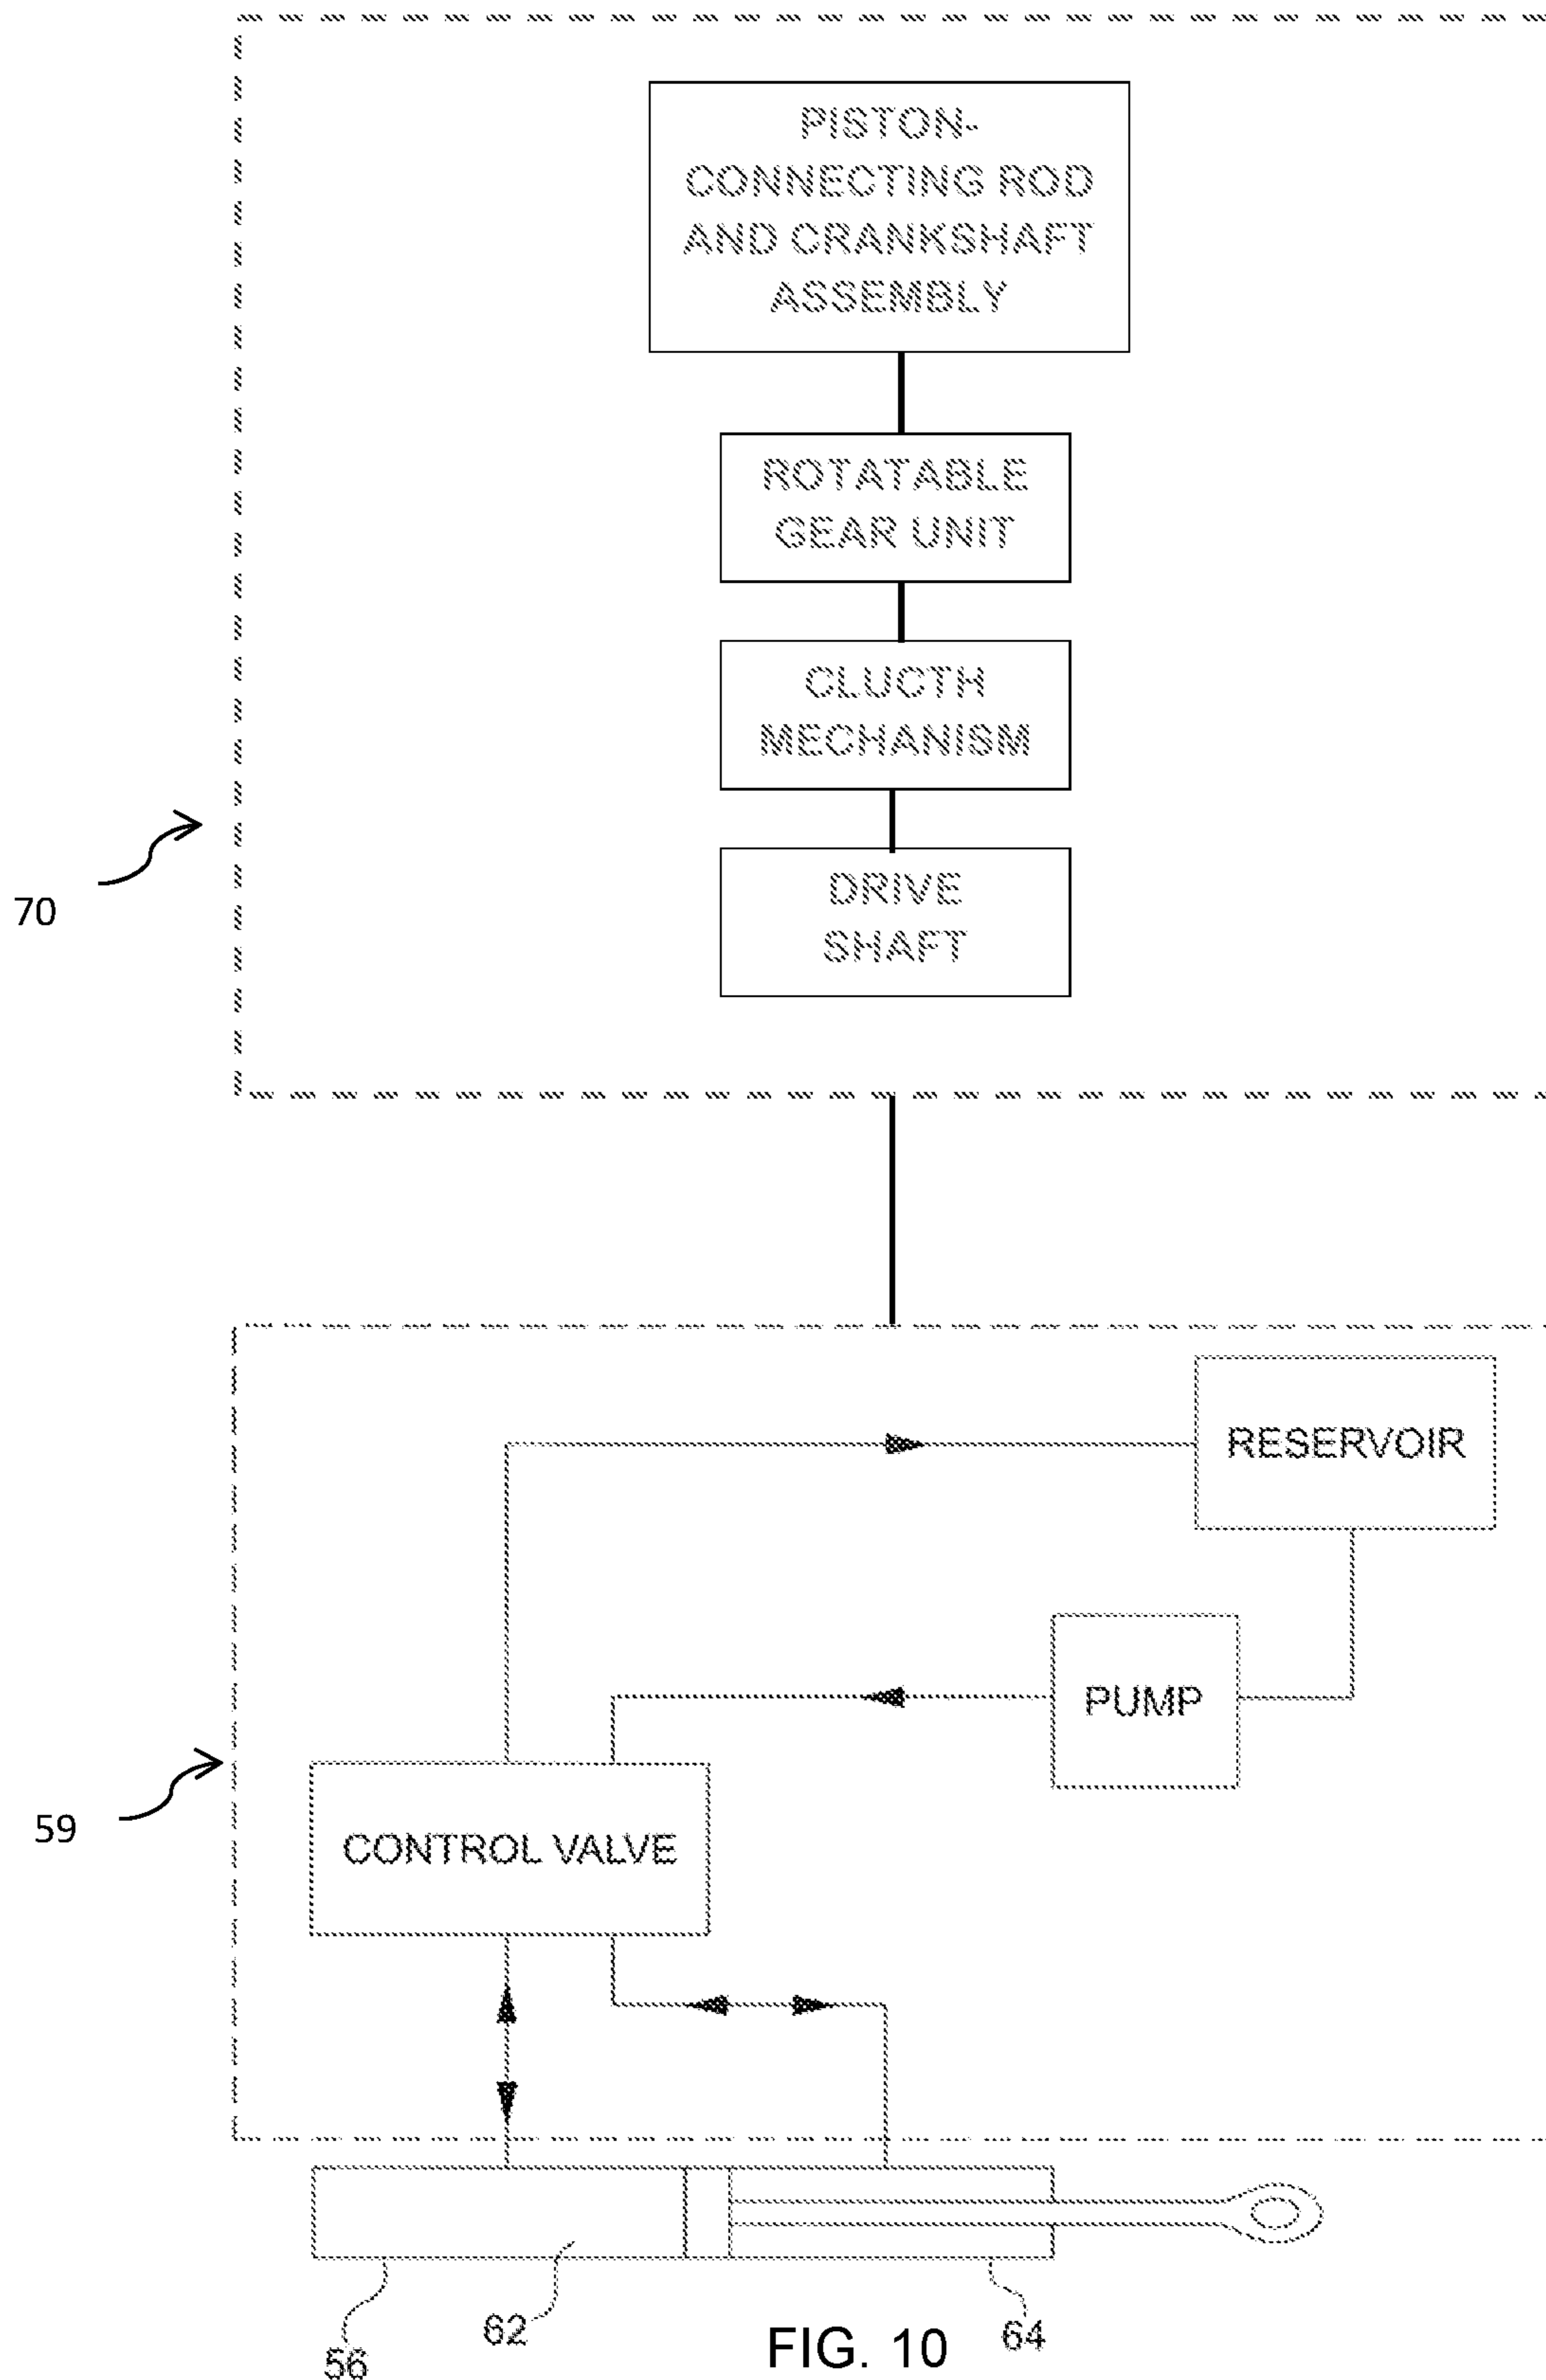 PISTON-
CONNECTING ROD
AND CRANKSHAFT
ASSEMBLY
ROTATABLE
GEAR UNIT
CLUCTH
MECHANISM
DRIVE
SHAFT
70
RESERVOIR
PUMP
CONTROL VALVE
59
56
62
64
FIG. 10